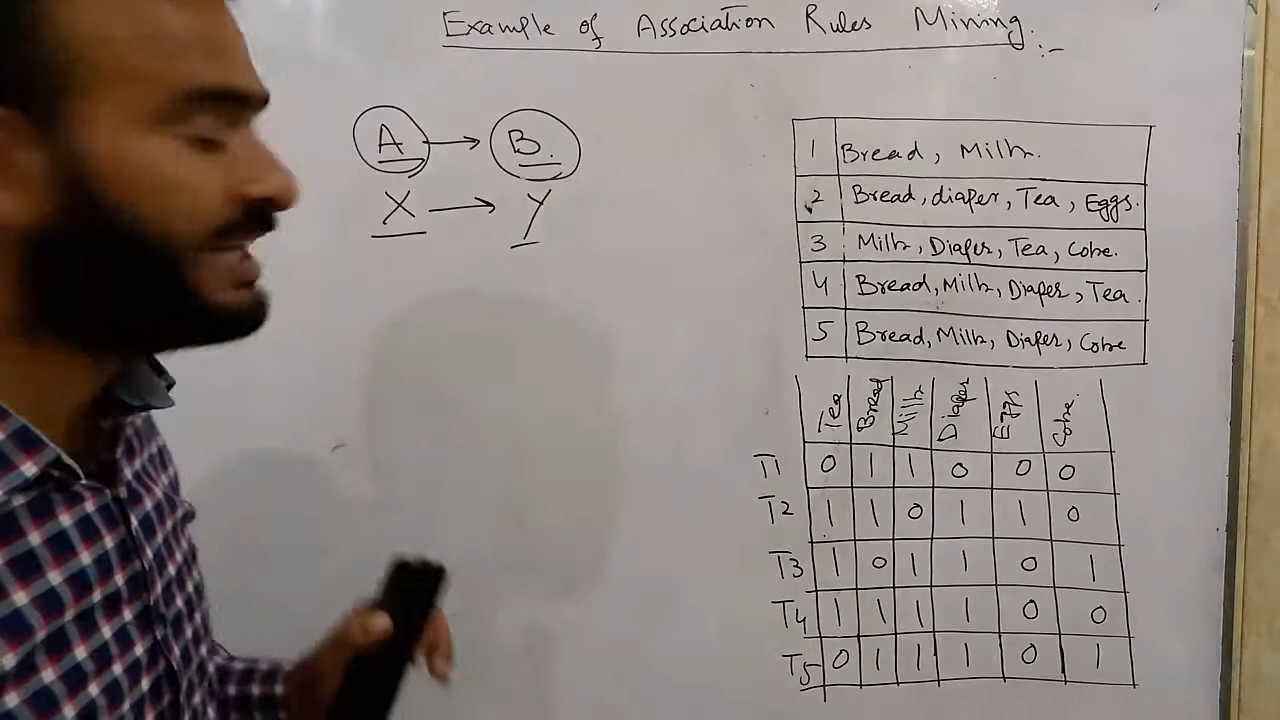 Example of Association Rules Mining :-
A → B.
X → Y
1 Bread, Milk.
2 Bread, diaper, Tea, Eggs.
3 Milk, Diaper, Tea, Coke.
4 Bread, Milk, Diaper, Tea.
5 Bread, Milk, Diaper, Coke
Tea Bread Milk Diaper Eggs Coke.
T1 0 1 1 0 0 0
T2 1 1 0 1 1 0
T3 1 0 1 1 0 1
T4 1 1 1 1 0 0
T5 0 1 1 1 0 1